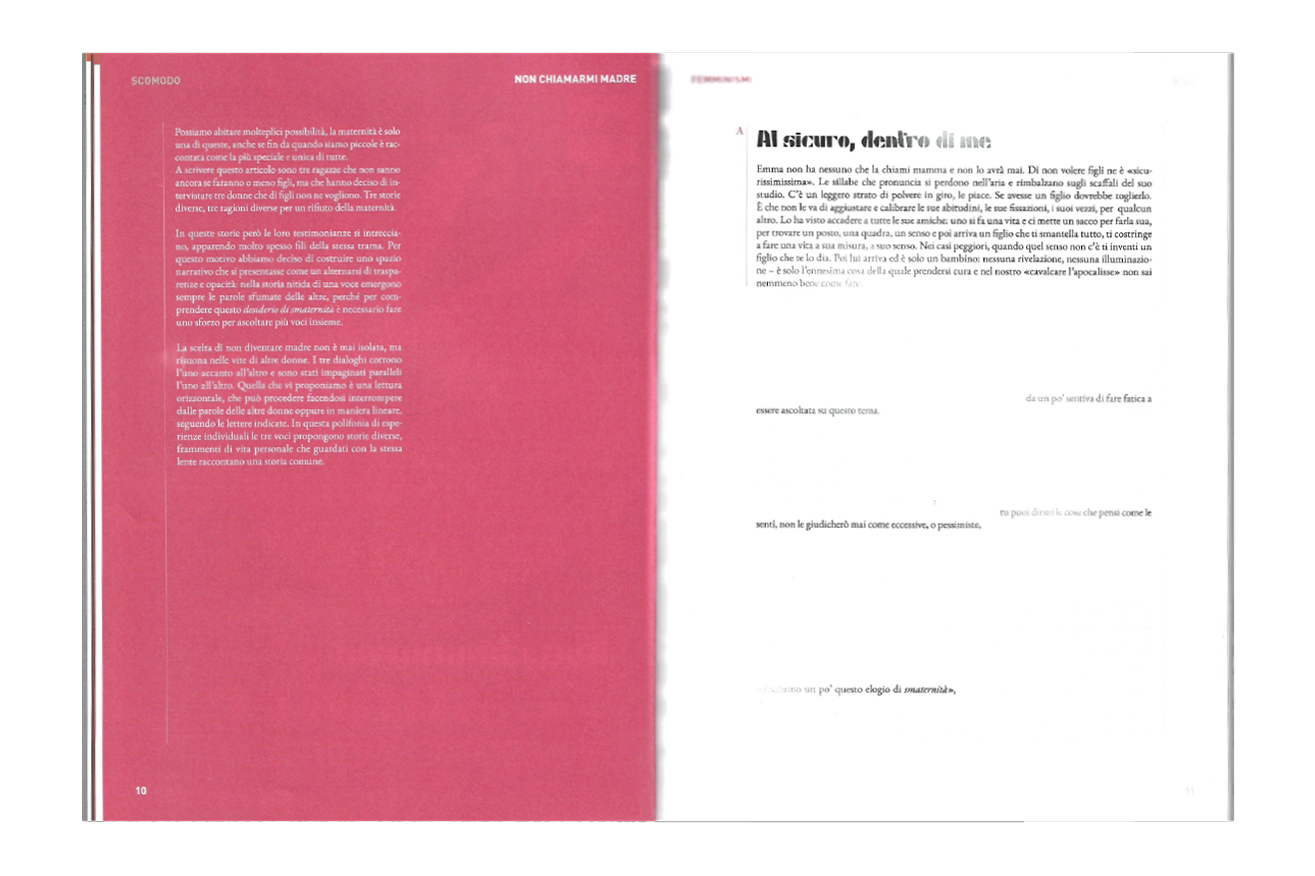 SCOMODO
NON CHIAMARMI MADRE
Possiamo abitare molteplici possibilità, la maternità è solo
una di queste, anche se fin da quando siamo piccole è rac-
contata come la più speciale e unica di tutte.
A scrivere questo articolo sono tre ragazze che non sanno
ancora se faranno o meno figli, ma che hanno deciso di in-
tervistare tre donne che di figli non ne vogliono. Tre storie
diverse, tre ragioni diverse per un rifiuto della maternità.
In queste storie però le loro testimonianze si intreccia-
no, apparendo molto spesso fili della stessa trama. Per
questo motivo abbiamo deciso di costruire uno spazio
narrativo che si presentasse come un alternarsi di traspa-
renze e opacità: nella storia nitida di una voce emergono
sempre le parole sfumate delle altre, perché per com-
prendere questo desiderio di smaternità è necessario fare
uno sforzo per ascoltare più voci insieme.
La scelta di non diventare madre non è mai isolata, ma
risuona nelle vite di altre donne. I tre dialoghi corrono
l'uno accanto all'altro e sono stati impaginati paralleli
l'uno all'altro. Quella che vi proponiamo è una lettura
orizzontale, che può procedere facendosi interrompere
dalle parole delle altre donne oppure in maniera lineare,
seguendo le lettere indicate. In questa polifonia di espe-
rienze individuali le tre voci propongono storie diverse,
frammenti di vita personale che guardati con la stessa
lente raccontano una storia comune.
10
FEMMINISMI
A
Al sicuro, dentro di me
Emma non ha nessuno che la chiami mamma e non lo avrà mai. Di non volere figli ne è «sicu-
rissimissima». Le sillabe che pronuncia si perdono nell'aria e rimbalzano sugli scaffali del suo
studio. C'è un leggero strato di polvere in giro, le piace. Se avesse un figlio dovrebbe toglierlo.
È che non le va di aggiustare e calibrare le sue abitudini, le sue fissazioni, i suoi vezzi, per qualcun
altro. Lo ha visto accadere a tutte le sue amiche: uno si fa una vita e ci mette un sacco per farla sua,
per trovare un posto, una quadra, un senso e poi arriva un figlio che ti smantella tutto, ti costringe
a fare una vita a sua misura, a suo senso. Nei casi peggiori, quando quel senso non c'è ti inventi un
figlio che te lo dia. Poi lui arriva ed è solo un bambino: nessuna rivelazione, nessuna illuminazio-
ne – è solo l'ennesima cosa della quale prendersi cura e nel nostro «cavalcare l'apocalisse» non sai
nemmeno bene come fare.
da un po' sentiva di fare fatica a
essere ascoltata su questo tema.
tu puoi dirmi le cose che pensi come le
senti, non le giudicherò mai come eccessive, o pessimiste,
un po' questo elogio di smaternità»,
11